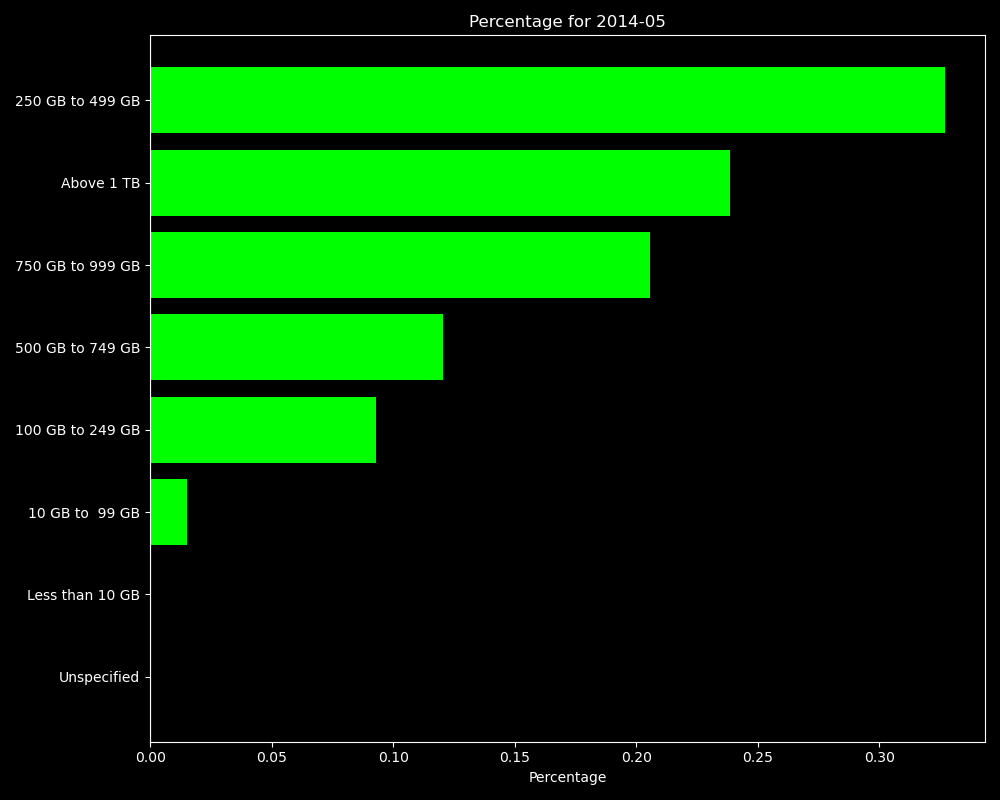 Percentage for 2014-05
250 GB to 499 GB
Above 1 TB
750 GB to 999 GB
500 GB to 749 GB
100 GB to 249 GB
10 GB to  99 GB
Less than 10 GB
Unspecified
0.00 0.05 0.10 0.15 0.20 0.25 0.30
Percentage